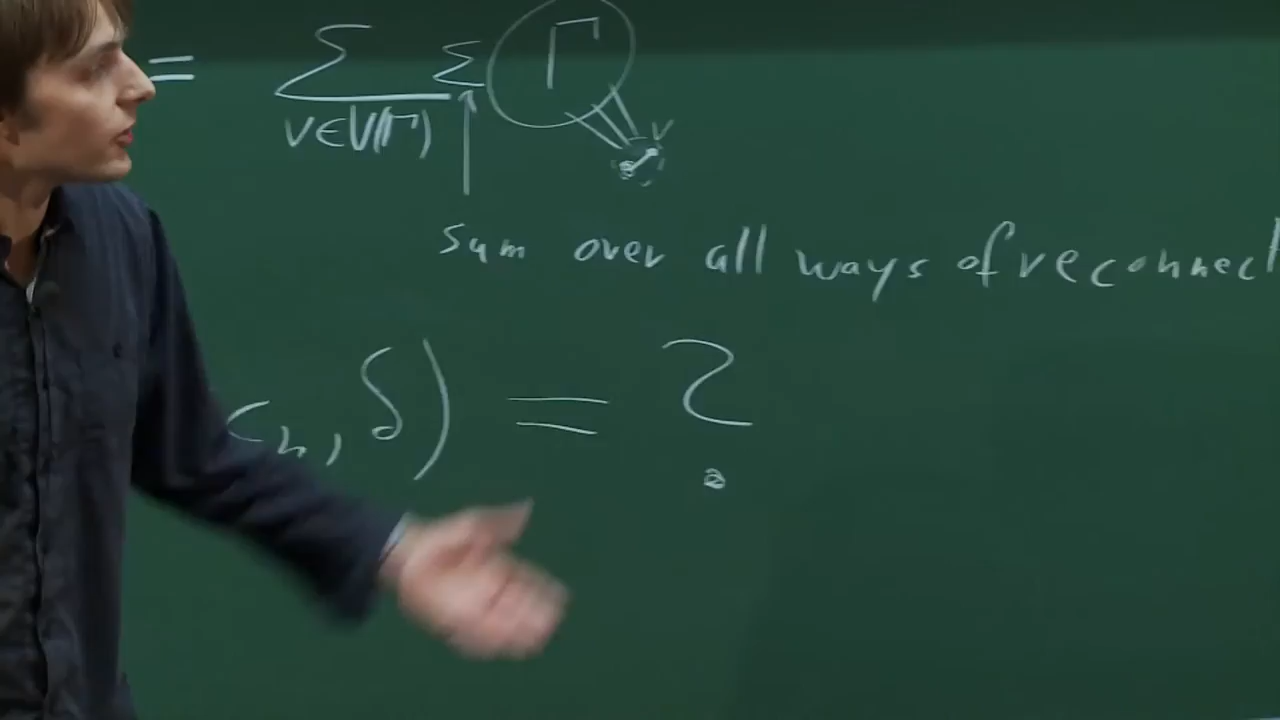 = Σ Σ Γ
v∈V(Γ) v
sum over all ways of reconnect
n, δ) = ?